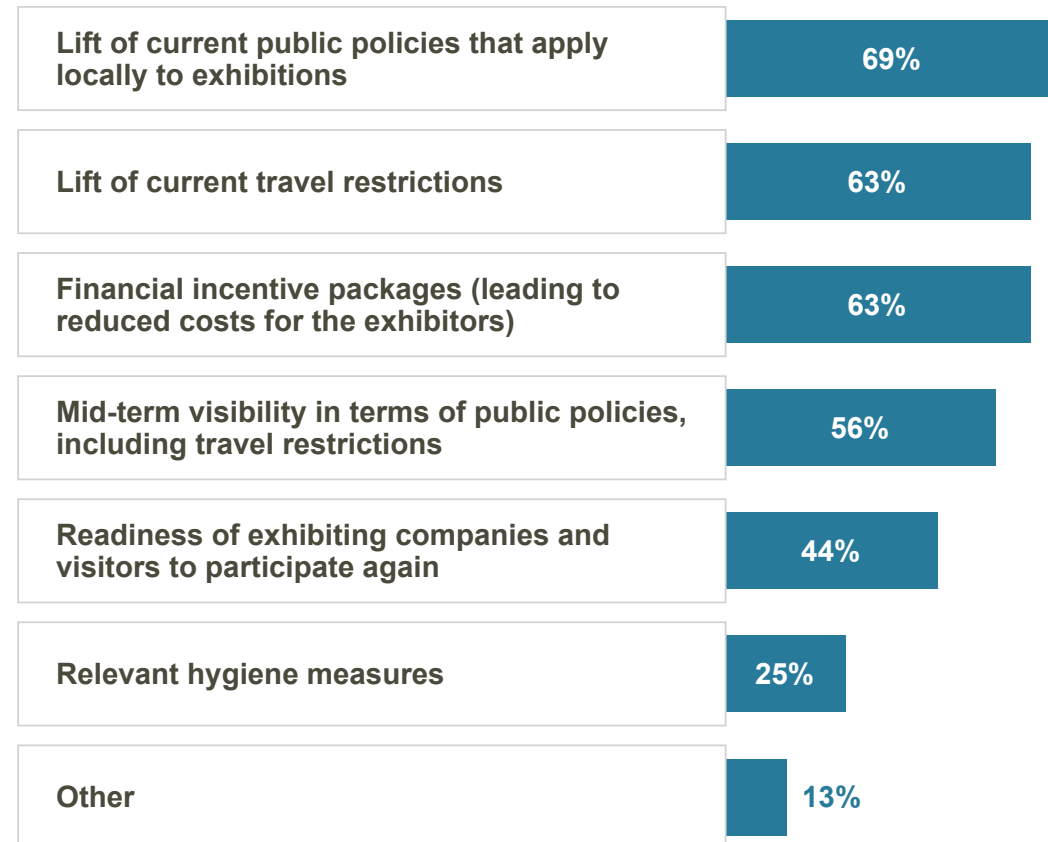 Lift of current public policies that apply
locally to exhibitions
69%
Lift of current travel restrictions
63%
Financial incentive packages (leading to
reduced costs for the exhibitors)
63%
Mid-term visibility in terms of public policies,
including travel restrictions
56%
Readiness of exhibiting companies and
visitors to participate again
44%
Relevant hygiene measures
25%
Other
13%